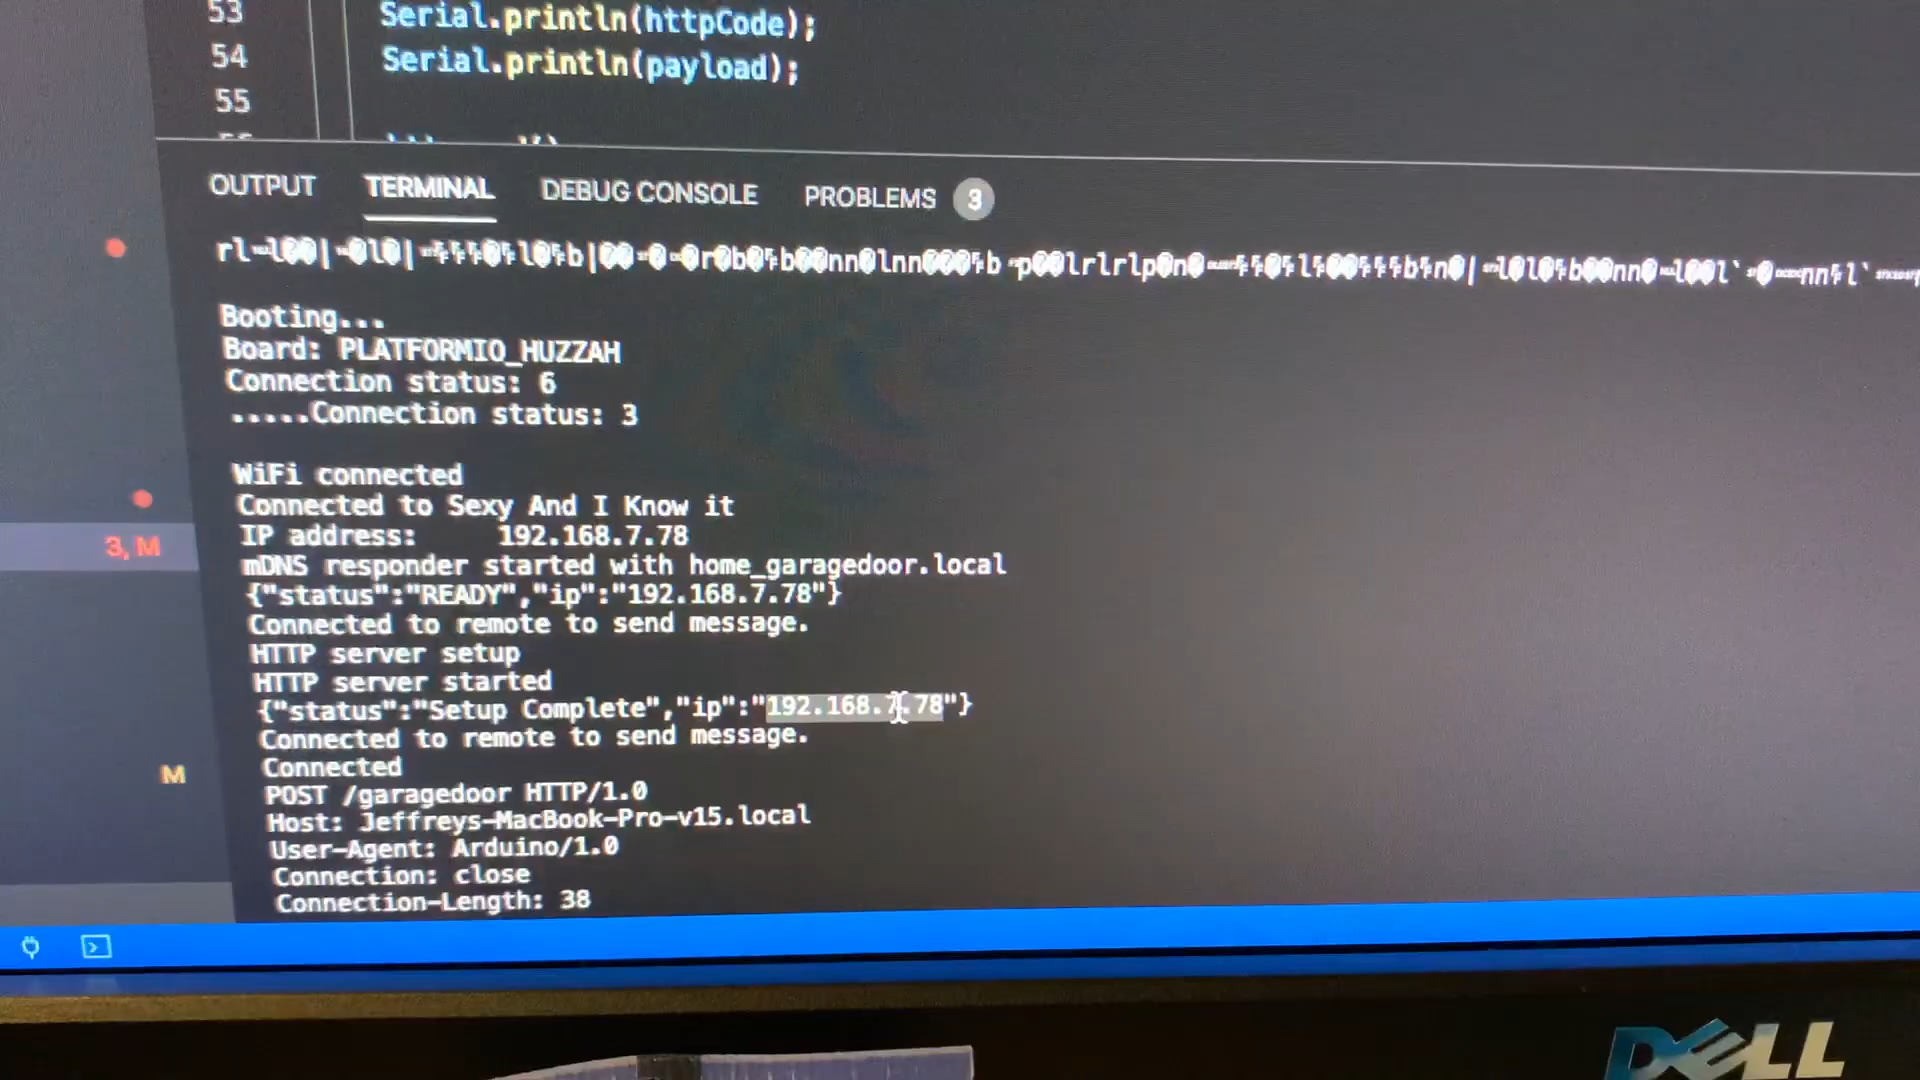 53
Serial.println(httpCode);
54
Serial.println(payload);
55
OUTPUT TERMINAL DEBUG CONSOLE PROBLEMS 3
Booting...
Board: PLATFORMIO_HUZZAH
Connection status: 6
.....Connection status: 3
WiFi connected
Connected to Sexy And I Know it
IP address: 192.168.7.78
3, M
mDNS responder started with home_garagedoor.local
{"status":"READY","ip":"192.168.7.78"}
Connected to remote to send message.
HTTP server setup
HTTP server started
{"status":"Setup Complete","ip":"192.168.7.78"}
Connected to remote to send message.
Connected
M
POST /garagedoor HTTP/1.0
Host: Jeffreys-MacBook-Pro-v15.local
User-Agent: Arduino/1.0
Connection: close
Connection-Length: 38
DELL